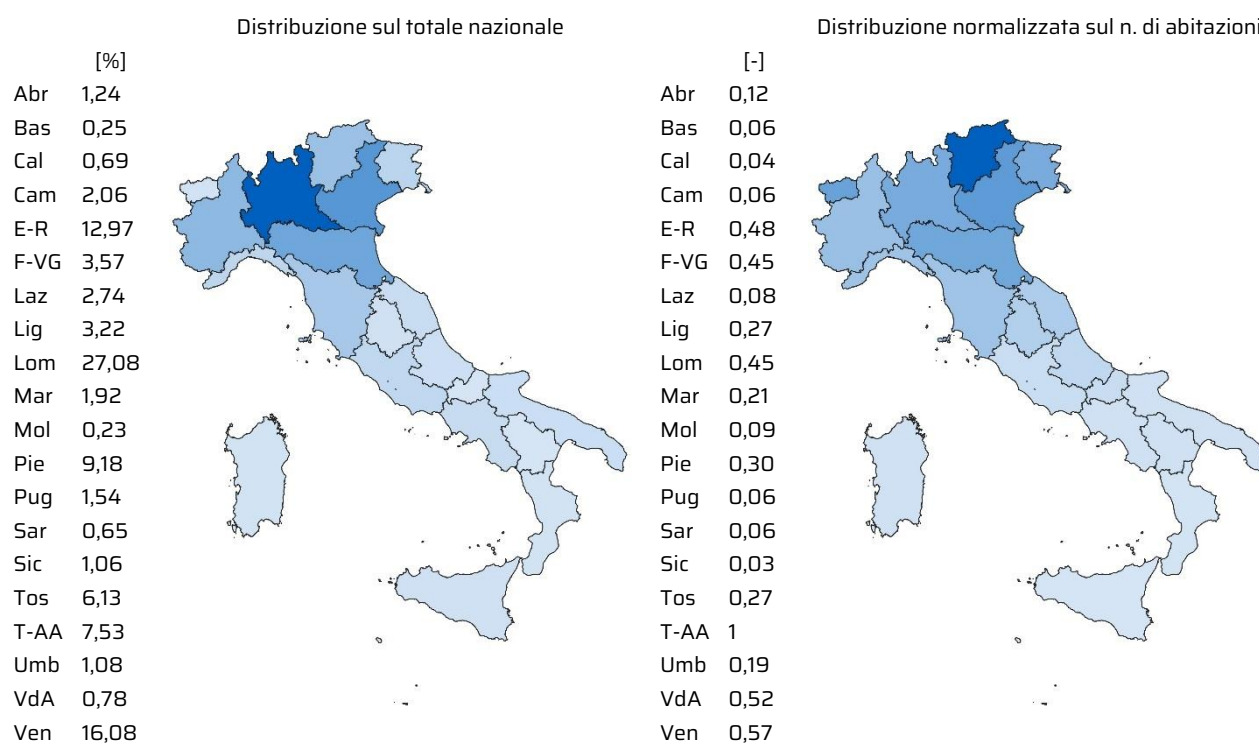 Distribuzione sul totale nazionale
[%]
Abr 1,24
Bas 0,25
Cal 0,69
Cam 2,06
E-R 12,97
F-VG 3,57
Laz 2,74
Lig 3,22
Lom 27,08
Mar 1,92
Mol 0,23
Pie 9,18
Pug 1,54
Sar 0,65
Sic 1,06
Tos 6,13
T-AA 7,53
Umb 1,08
VdA 0,78
Ven 16,08
Distribuzione normalizzata sul n. di abitazioni
[-]
Abr 0,12
Bas 0,06
Cal 0,04
Cam 0,06
E-R 0,48
F-VG 0,45
Laz 0,08
Lig 0,27
Lom 0,45
Mar 0,21
Mol 0,09
Pie 0,30
Pug 0,06
Sar 0,06
Sic 0,03
Tos 0,27
T-AA 1
Umb 0,19
VdA 0,52
Ven 0,57